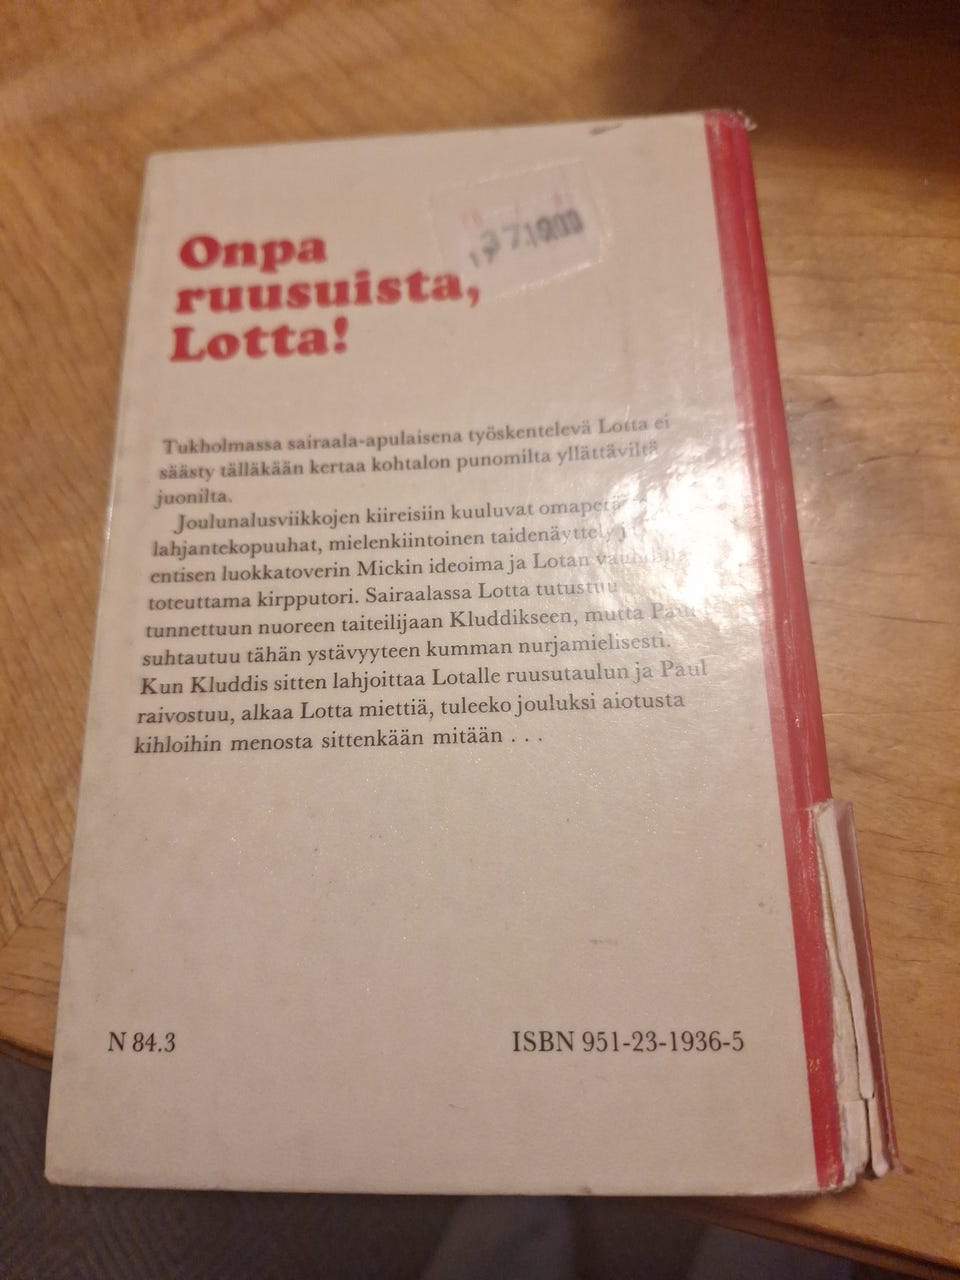 Onpa
ruusuista,
Lotta!
Tukholmassa sairaala-apulaisena työskentelevä Lotta ei
säästy tälläkään kertaa kohtalon punomilta yllättäviltä
juonilta.
Joulunalusviikkojen kiireisiin kuuluvat
lahjantekopuuhat, mielenkiintoinen taidenäyttely
entisen luokkatoverin Mickin ideoima ja Lotan
toteuttama kirpputori. Sairaalassa Lotta tutustuu
tunnettuun nuoreen taiteilijaan Kluddikseen, mutta Paul
suhtautuu tähän ystävyyteen kumman nurjamielisesti.
Kun Kluddis sitten lahjoittaa Lotalle ruusutaulun ja Paul
raivostuu, alkaa Lotta miettiä, tuleeko jouluksi aiotusta
kihloihin menosta sittenkään mitään . . .
N 84.3
ISBN 951-23-1936-5